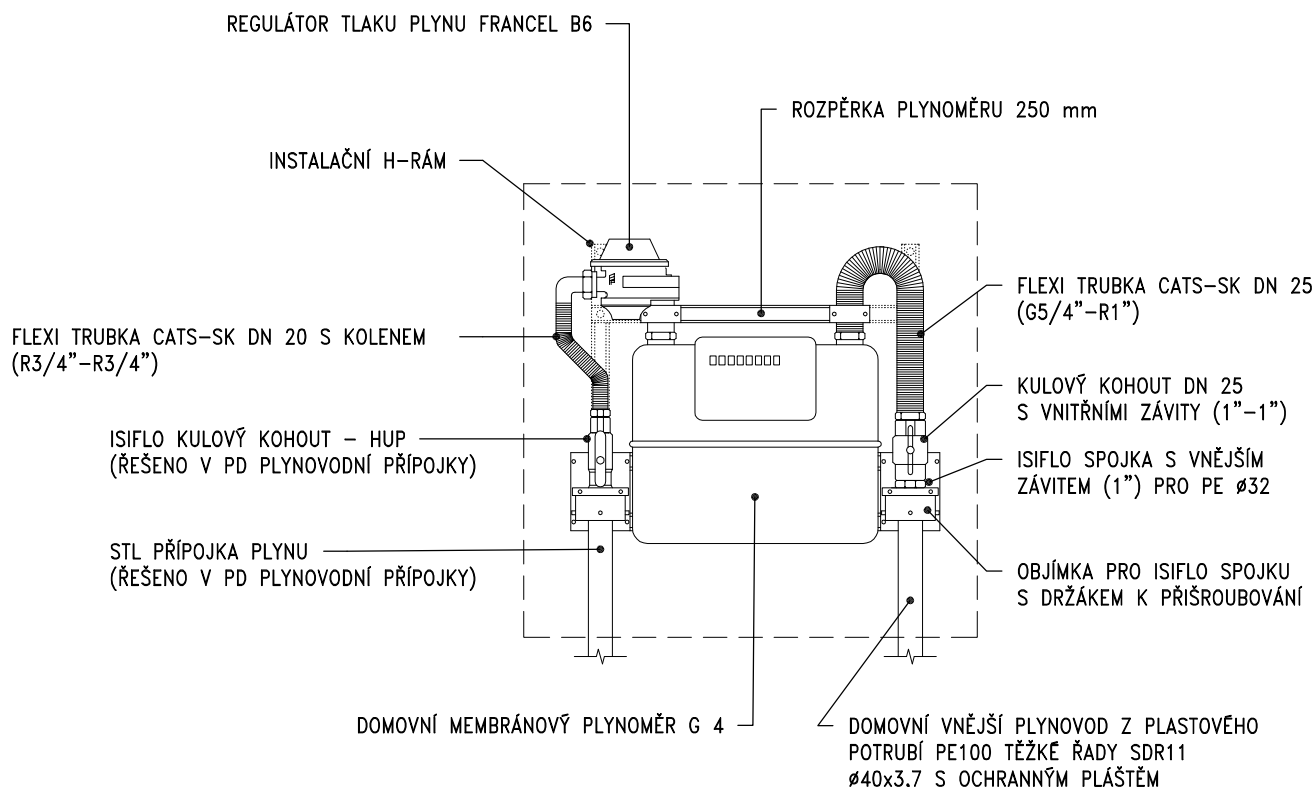 REGULÁTOR TLAKU PLYNU FRANCEL B6
ROZPĚRKA PLYNOMĚRU 250 mm
INSTALAČNÍ H-RÁM
FLEXI TRUBKA CATS-SK DN 25
(G5/4"-R1")
FLEXI TRUBKA CATS-SK DN 20 S KOLENEM
(R3/4"-R3/4")
KULOVÝ KOHOUT DN 25
S VNITŘNÍMI ZÁVITY (1"-1")
ISIFLO KULOVÝ KOHOUT - HUP
(ŘEŠENO V PD PLYNOVODNÍ PŘÍPOJKY)
ISIFLO SPOJKA S VNĚJŠÍM
ZÁVITEM (1") PRO PE ø32
STL PŘÍPOJKA PLYNU
(ŘEŠENO V PD PLYNOVODNÍ PŘÍPOJKY)
OBJÍMKA PRO ISIFLO SPOJKU
S DRŽÁKEM K PŘIŠROUBOVÁNÍ
DOMOVNÍ MEMBRÁNOVÝ PLYNOMĚR G 4
DOMOVNÍ VNĚJŠÍ PLYNOVOD Z PLASTOVÉHO
POTRUBÍ PE100 TĚŽKÉ ŘADY SDR11
ø40x3,7 S OCHRANNÝM PLÁŠTĚM